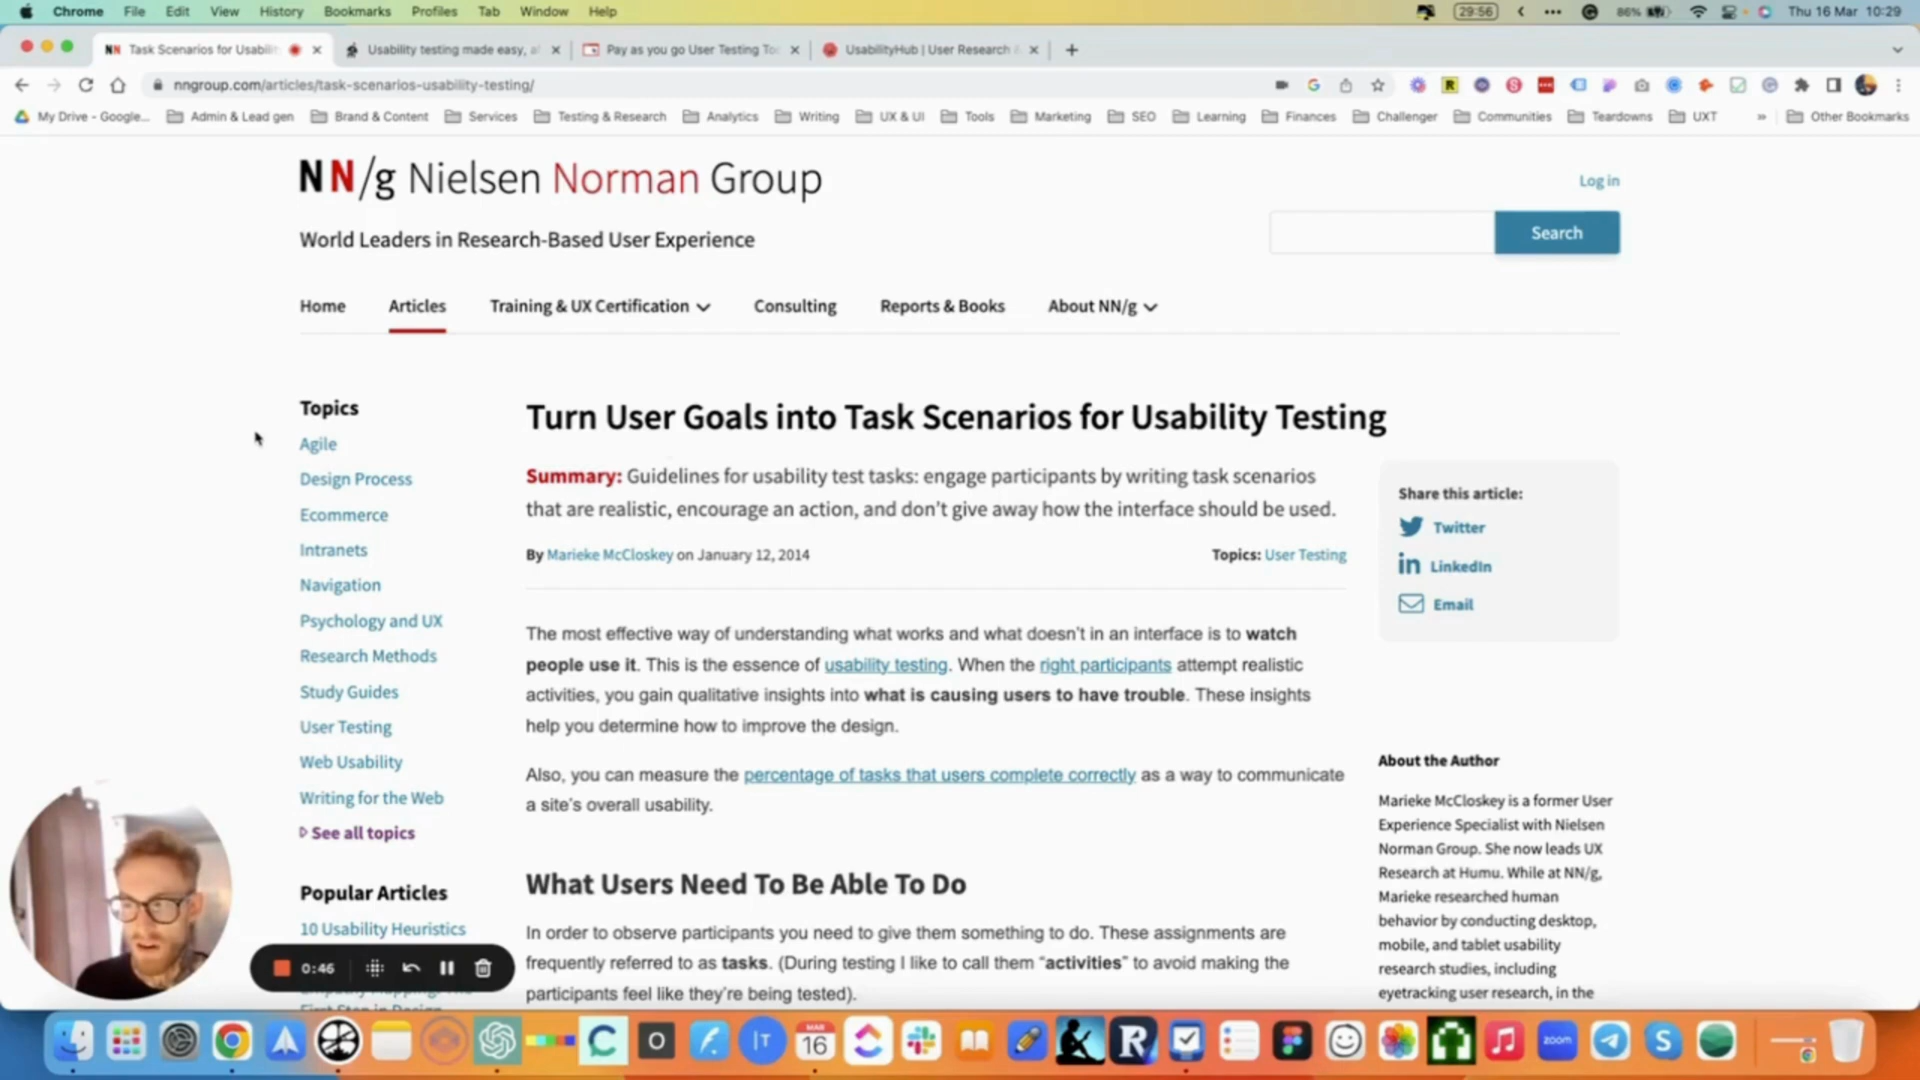 Chrome File Edit View History Bookmarks Profiles Tab Window Help
29:56 86% Thu 16 Mar 10:29
Task Scenarios for Usabili
Usability testing made easy, a
Pay as you go User Testing To
UsabilityHub | User Research
nngroup.com/articles/task-scenarios-usability-testing/
My Drive - Google... Admin & Lead gen Brand & Content Services Testing & Research Analytics Writing UX & UI Tools Marketing SEO Learning Finances Challenger Communities Teardowns UXT » Other Bookmarks
NN/g Nielsen Norman Group
Log in
World Leaders in Research-Based User Experience
Search
Home Articles Training & UX Certification Consulting Reports & Books About NN/g
Topics
Agile
Design Process
Ecommerce
Intranets
Navigation
Psychology and UX
Research Methods
Study Guides
User Testing
Web Usability
Writing for the Web
See all topics
Popular Articles
10 Usability Heuristics
Empathy Mapping: The
First Step in Design
Turn User Goals into Task Scenarios for Usability Testing
Summary: Guidelines for usability test tasks: engage participants by writing task scenarios
that are realistic, encourage an action, and don't give away how the interface should be used.
By Marieke McCloskey on January 12, 2014
Topics: User Testing
The most effective way of understanding what works and what doesn't in an interface is to watch
people use it. This is the essence of usability testing. When the right participants attempt realistic
activities, you gain qualitative insights into what is causing users to have trouble. These insights
help you determine how to improve the design.
Also, you can measure the percentage of tasks that users complete correctly as a way to communicate
a site's overall usability.
What Users Need To Be Able To Do
In order to observe participants you need to give them something to do. These assignments are
frequently referred to as tasks. (During testing I like to call them “activities” to avoid making the
participants feel like they're being tested).
Share this article:
Twitter
LinkedIn
Email
About the Author
Marieke McCloskey is a former User
Experience Specialist with Nielsen
Norman Group. She now leads UX
Research at Humu. While at NN/g,
Marieke researched human
behavior by conducting desktop,
mobile, and tablet usability
research studies, including
eyetracking user research, in the
0:46
MAR
16
zoom